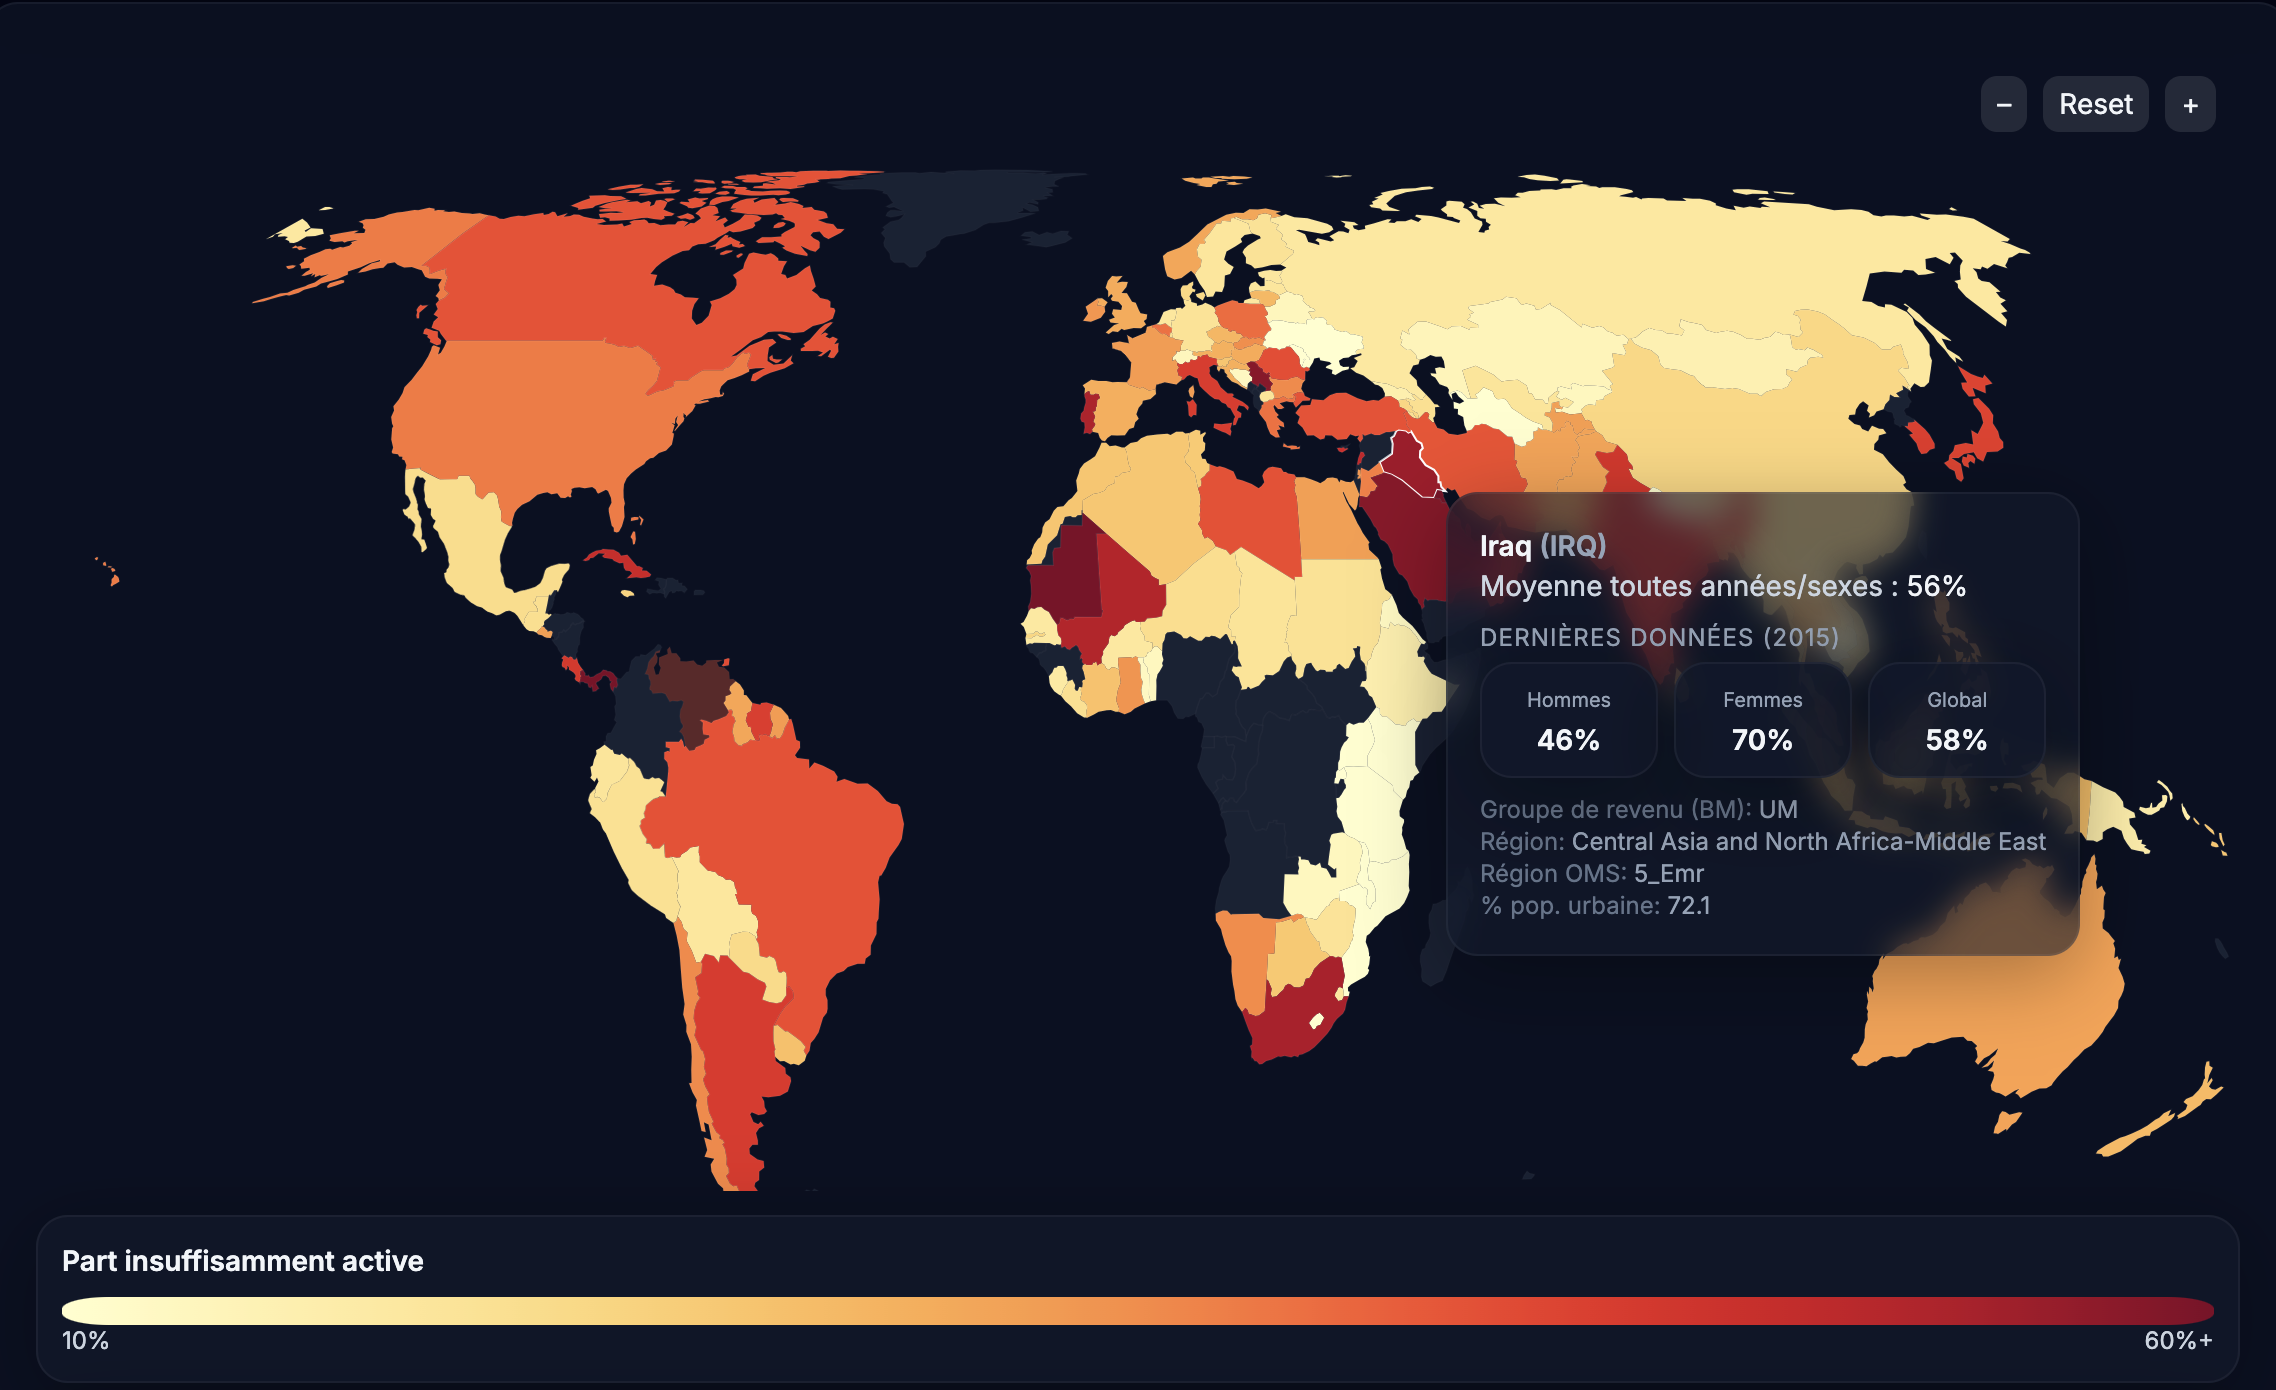 − Reset +
Iraq (IRQ)
Moyenne toutes années/sexes : 56%
DERNIÈRES DONNÉES (2015)
Hommes Femmes Global
46% 70% 58%
Groupe de revenu (BM): UM
Région: Central Asia and North Africa-Middle East
Région OMS: 5_Emr
% pop. urbaine: 72.1
Part insuffisamment active
10% 60%+